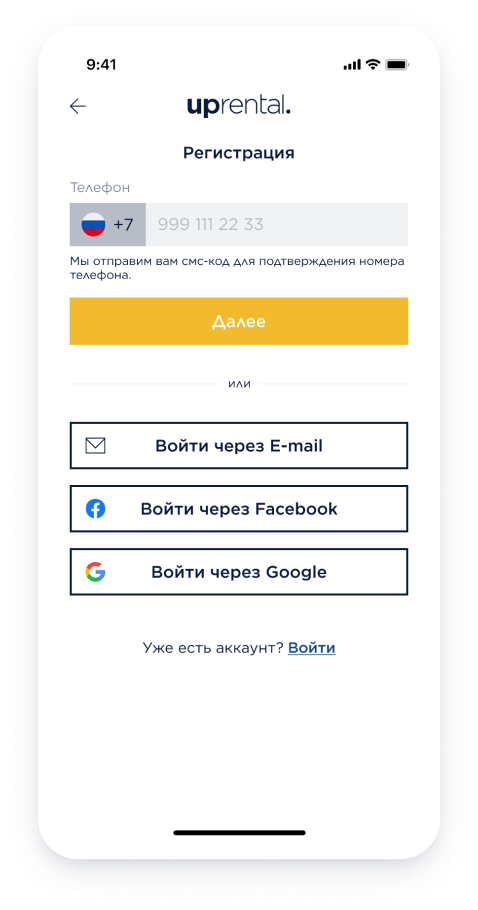 9:41
uprental.
Регистрация
Телефон
+7 999 111 22 33
Мы отправим вам смс-код для подтверждения номера
телефона.
Далее
или
Войти через E-mail
Войти через Facebook
Войти через Google
Уже есть аккаунт? Войти